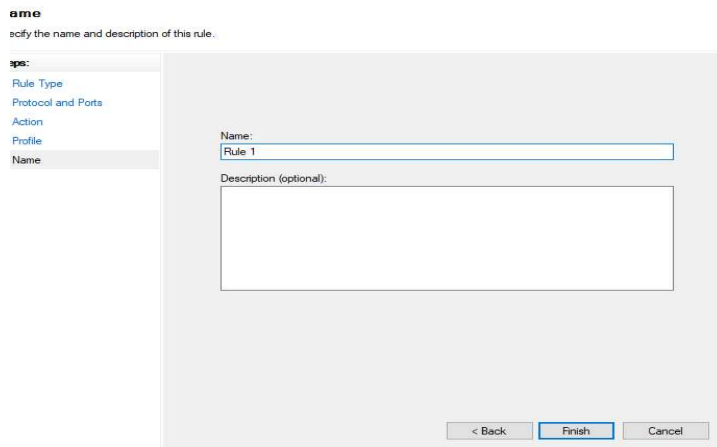 ame
ecify the name and description of this rule.
eps:
Rule Type
Protocol and Ports
Action
Profile
Name
Name:
Rule 1
Description (optional):
< Back
Finish
Cancel